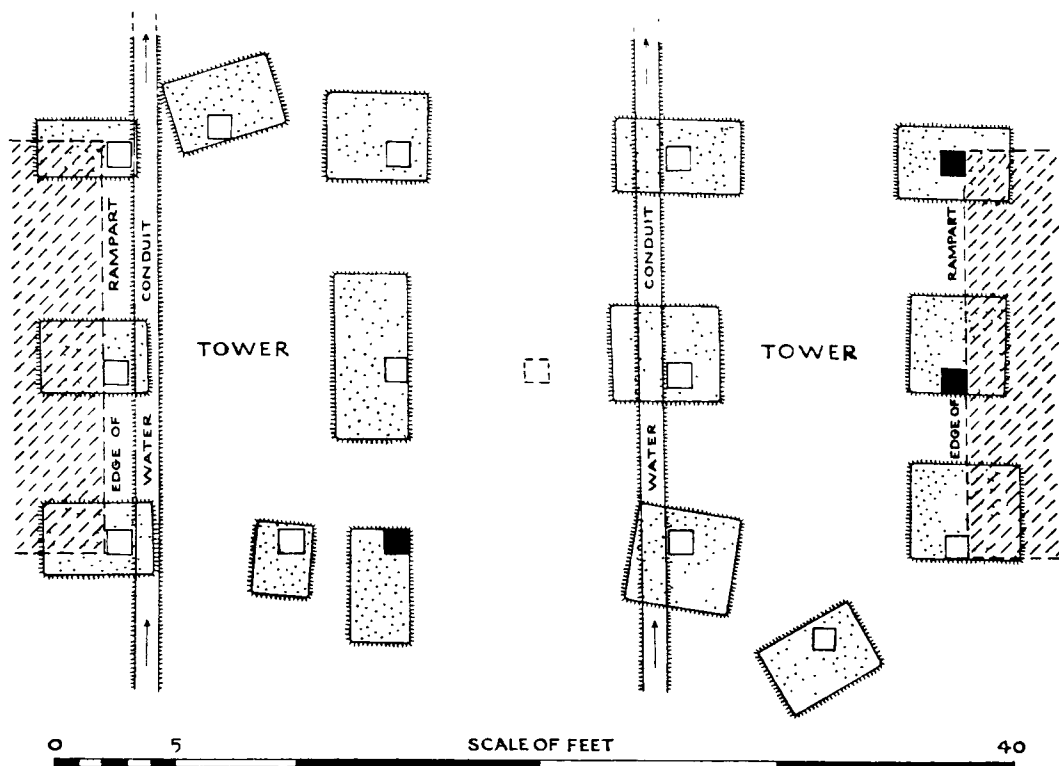 RAMPART
CONDUIT
CONDUIT
RAMPART
TOWER
TOWER
EDGE OF
WATER
WATER
EDGE OF
0 5 SCALE OF FEET 40